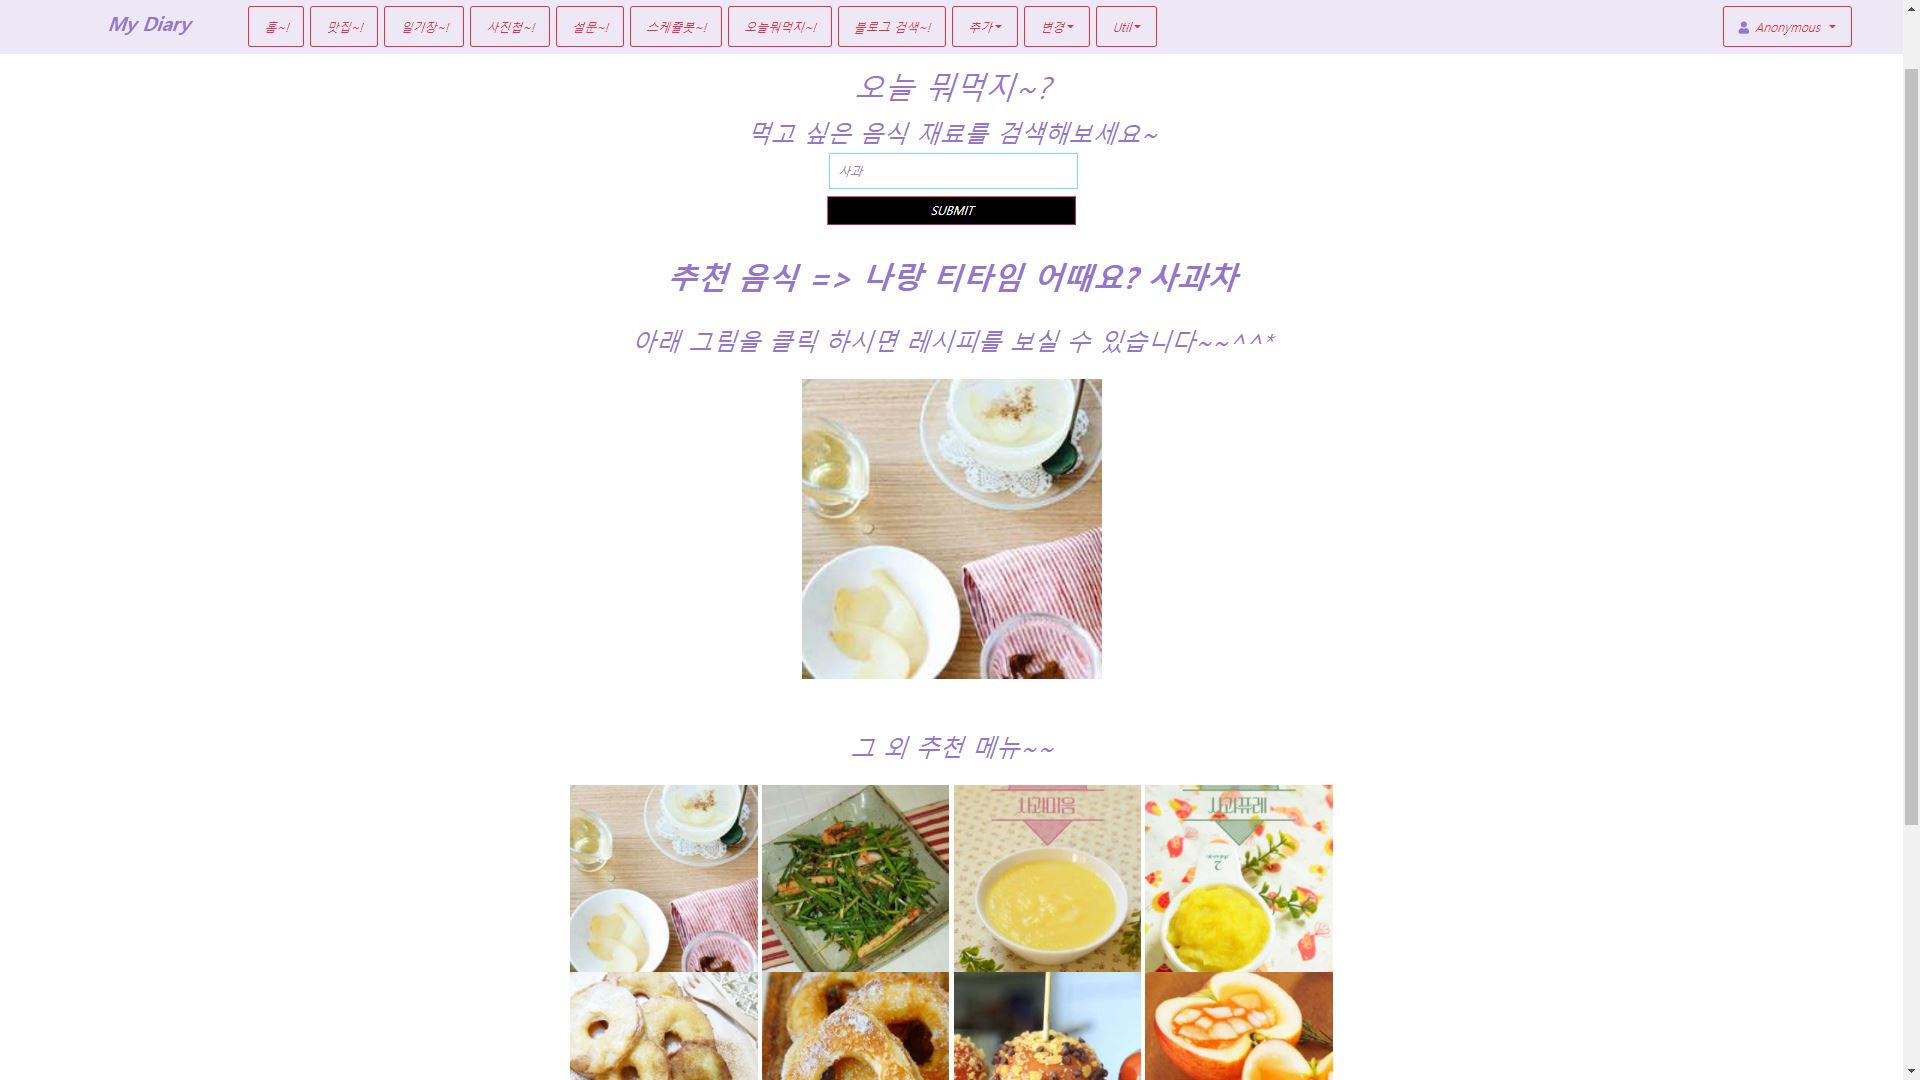 My Diary
홈~!
맛집~!
일기장~!
사진첩~!
설문~!
스케쥴봇~!
오늘뭐먹지~!
블로그 검색~!
추가
변경
Util
Anonymous
오늘 뭐먹지~?
먹고 싶은 음식 재료를 검색해보세요~
사과
SUBMIT
추천 음식 => 나랑 티타임 어때요? 사과차
아래 그림을 클릭 하시면 레시피를 보실 수 있습니다~~^^*
그 외 추천 메뉴~~
사과미음
사과퓨레
2